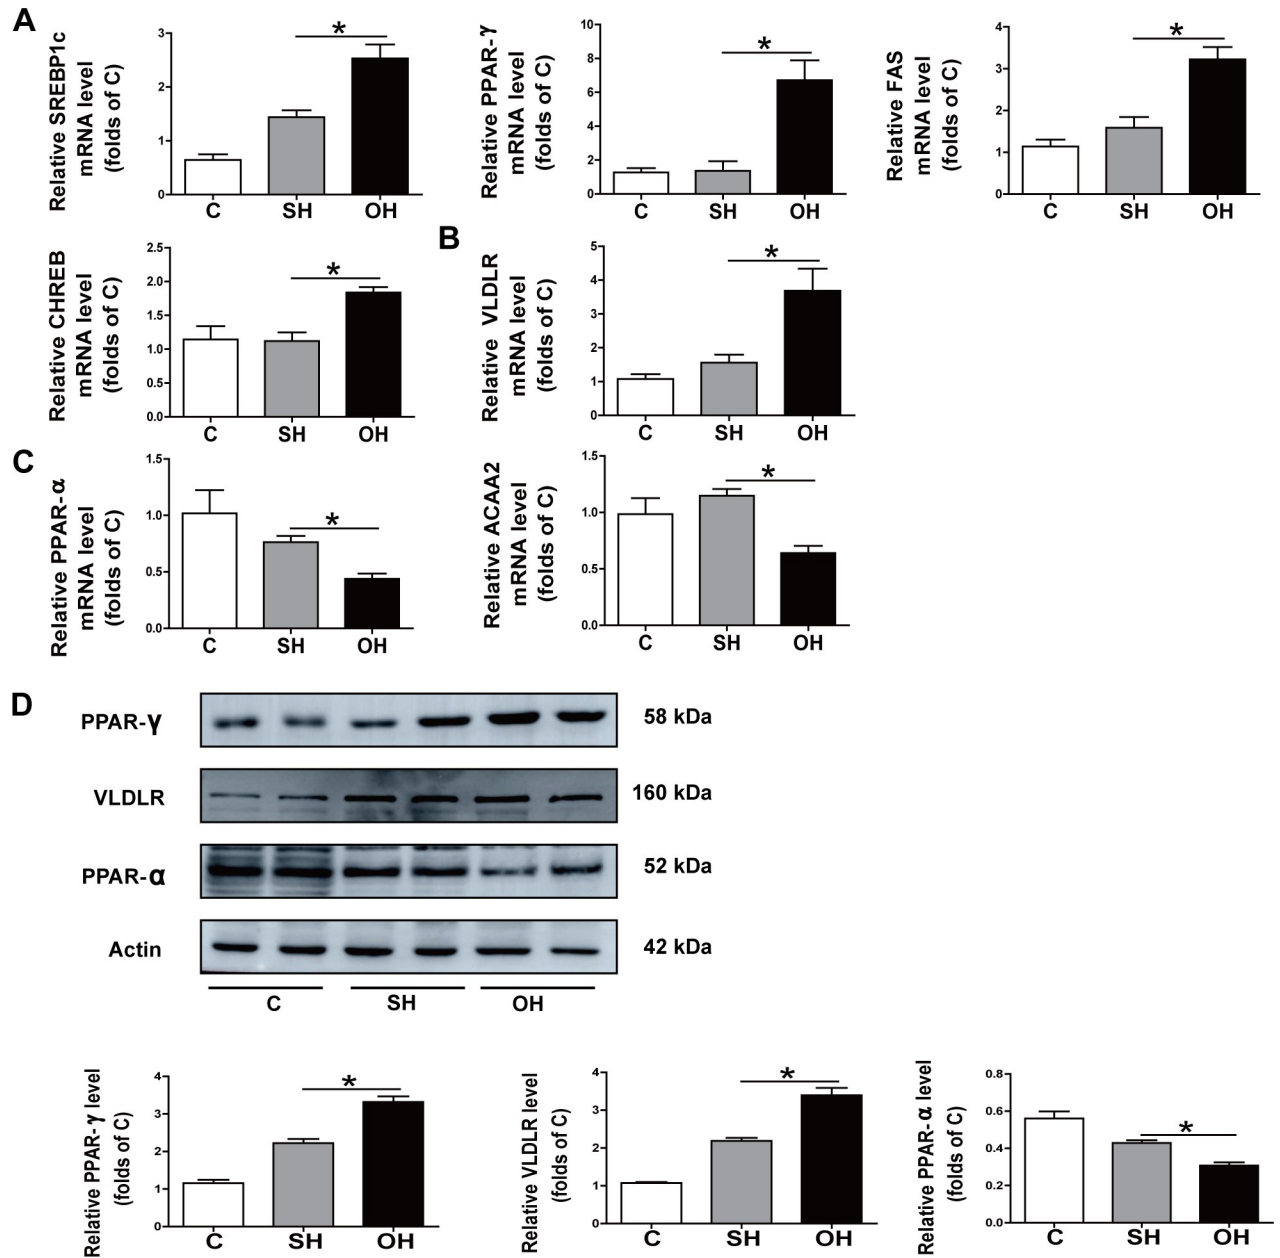 A
Relative SREBP1c
mRNA level
(folds of C)
3
2
1
0
*
C SH OH
Relative PPAR-γ
mRNA level
(folds of C)
10
8
6
4
2
0
*
C SH OH
Relative FAS
mRNA level
(folds of C)
4
3
2
1
0
*
C SH OH
Relative CHREB
mRNA level
(folds of C)
2.5
2.0
1.5
1.0
0.5
0.0
*
C SH OH
B
Relative VLDLR
mRNA level
(folds of C)
5
4
3
2
1
0
*
C SH OH
C
Relative PPAR-α
mRNA level
(folds of C)
1.5
1.0
0.5
0.0
*
C SH OH
Relative ACAA2
mRNA level
(folds of C)
1.5
1.0
0.5
0.0
*
C SH OH
D
PPAR-γ 58 kDa
VLDLR 160 kDa
PPAR-α 52 kDa
Actin 42 kDa
C SH OH
Relative PPAR-γ level
(folds of C)
4
3
2
1
0
*
C SH OH
Relative VLDLR level
(folds of C)
4
3
2
1
0
*
C SH OH
Relative PPAR-α level
(folds of C)
0.8
0.6
0.4
0.2
0.0
*
C SH OH